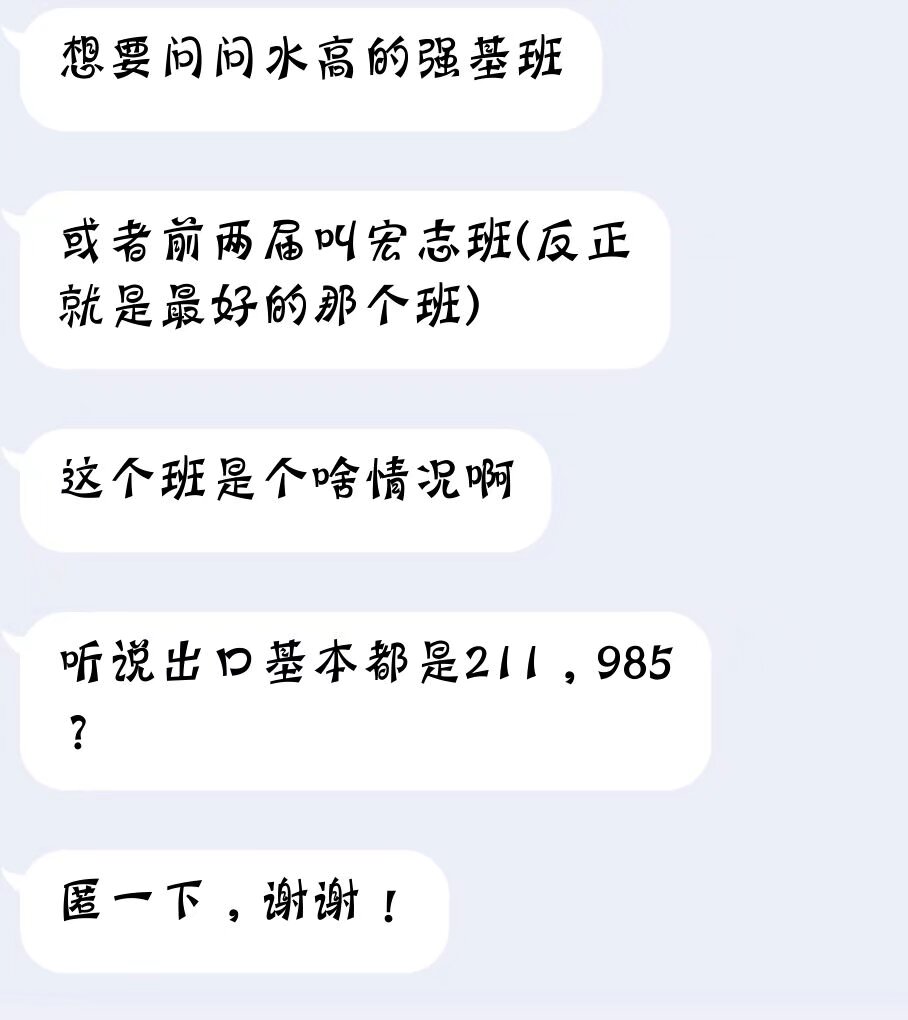 想要问问水高的强基班
或者前两届叫宏志班(反正
就是最好的那个班)
这个班是个啥情况啊
听说出口基本都是211，985
？
匿一下，谢谢！